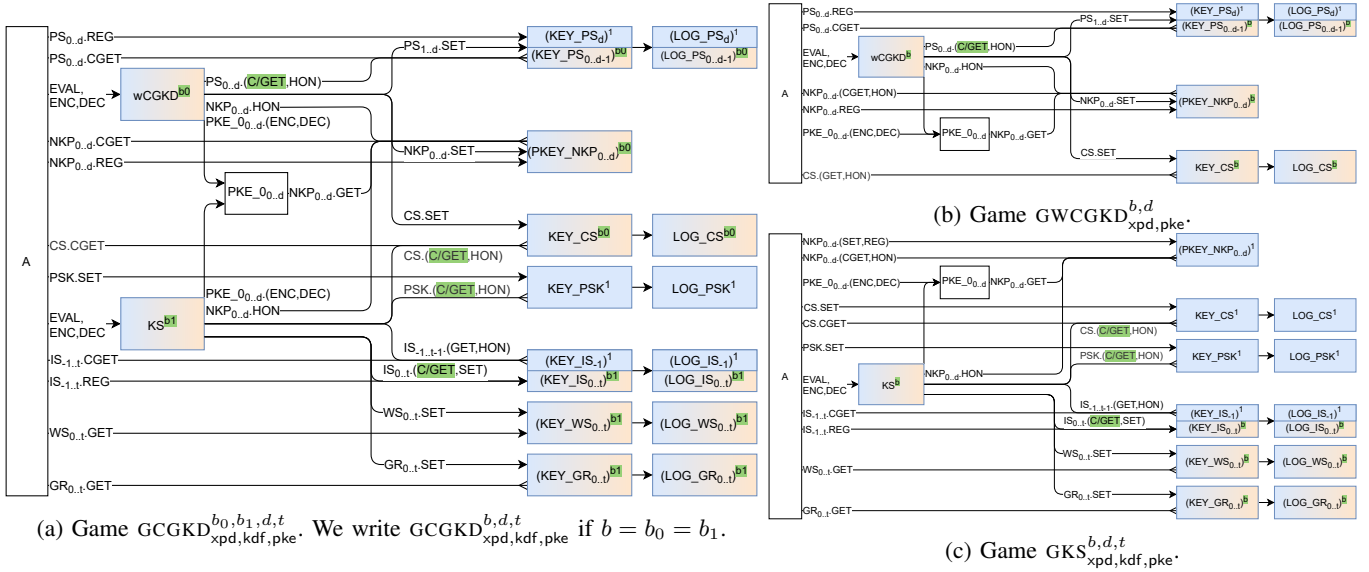 A
PS0..d.REG
PS0..d.CGET
EVAL,
ENC,DEC
wCGKDb0
PS0..d.(C/GET,HON)
NKP0..d.HON
PKE_00..d.(ENC,DEC)
PS1..d.SET
(KEY_PSd)1
(KEY_PS0..d-1)b0
(LOG_PSd)1
(LOG_PS0..d-1)b0
NKP0..d.CGET
NKP0..d.REG
NKP0..d.SET
(PKEY_NKP0..d)b0
PKE_00..d
NKP0..d.GET
CS.SET
CS.CGET
CS.(C/GET,HON)
KEY_CSb0
LOG_CSb0
PSK.SET
PSK.(C/GET,HON)
KEY_PSK1
LOG_PSK1
PKE_00..d.(ENC,DEC)
NKP0..d.HON
EVAL,
ENC,DEC
KSb1
IS-1..t-1.(GET,HON)
IS-1..t.CGET
IS0..t.(C/GET,SET)
IS-1..t.REG
(KEY_IS-1)1
(KEY_IS0..t)b1
(LOG_IS-1)1
(LOG_IS0..t)b1
WS0..t.SET
WS0..t.GET
(KEY_WS0..t)b1
(LOG_WS0..t)b1
GR0..t.SET
GR0..t.GET
(KEY_GR0..t)b1
(LOG_GR0..t)b1
(a) Game GCGKD b0,b1,d,t xpd,kdf,pke. We write GCGKD b,d,t xpd,kdf,pke if b = b0 = b1.
A
PS0..d.REG
PS0..d.CGET
PS1..d.SET
(KEY_PSd)1
(KEY_PS0..d-1)b
(LOG_PSd)1
(LOG_PS0..d-1)b
EVAL,
ENC,DEC
wCGKDb
PS0..d.(C/GET,HON)
NKP0..d.HON
NKP0..d.(CGET,HON)
NKP0..d.REG
NKP0..d.SET
(PKEY_NKP0..d)b
PKE_00..d.(ENC,DEC)
PKE_00..d
NKP0..d.GET
CS.SET
CS.(GET,HON)
KEY_CSb
LOG_CSb
(b) Game GWCGKD b,d xpd,pke.
A
NKP0..d.(SET,REG)
NKP0..d.(CGET,HON)
(PKEY_NKP0..d)1
PKE_00..d.(ENC,DEC)
PKE_00..d
NKP0..d.GET
CS.SET
CS.CGET
CS.(C/GET,HON)
KEY_CS1
LOG_CS1
PSK.SET
PSK.(C/GET,HON)
KEY_PSK1
LOG_PSK1
NKP0..d.HON
EVAL,
ENC,DEC
KSb
IS-1..t-1.(GET,HON)
IS-1..t.CGET
IS0..t.(C/GET,SET)
IS-1..t.REG
(KEY_IS-1)1
(KEY_IS0..t)b
(LOG_IS-1)1
(LOG_IS0..t)b
WS0..t.SET
WS0..t.GET
(KEY_WS0..t)b
(LOG_WS0..t)b
GR0..t.SET
GR0..t.GET
(KEY_GR0..t)b
(LOG_GR0..t)b
(c) Game GKS b,d,t xpd,kdf,pke.